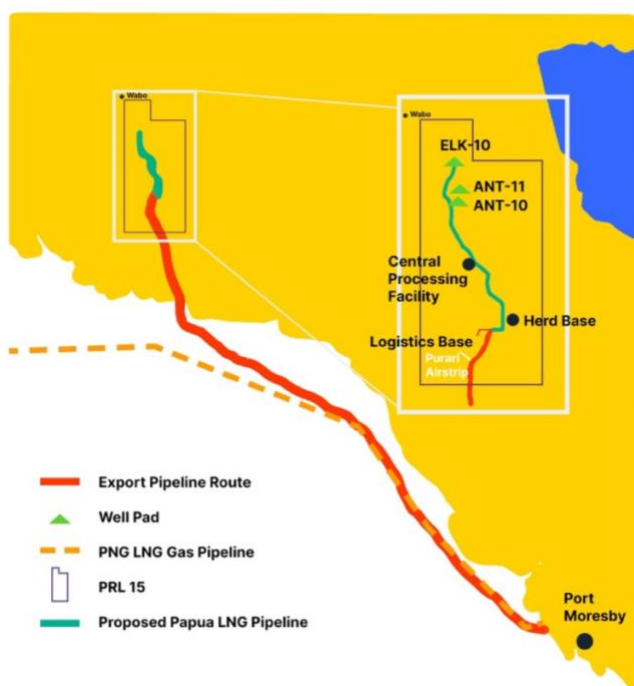 Wabo
Wabo
ELK-10
ANT-11
ANT-10
Central
Processing
Facility
Herd Base
Logistics Base
Purari
Airstrip
Export Pipeline Route
Well Pad
PNG LNG Gas Pipeline
PRL 15
Proposed Papua LNG Pipeline
Port
Moresby